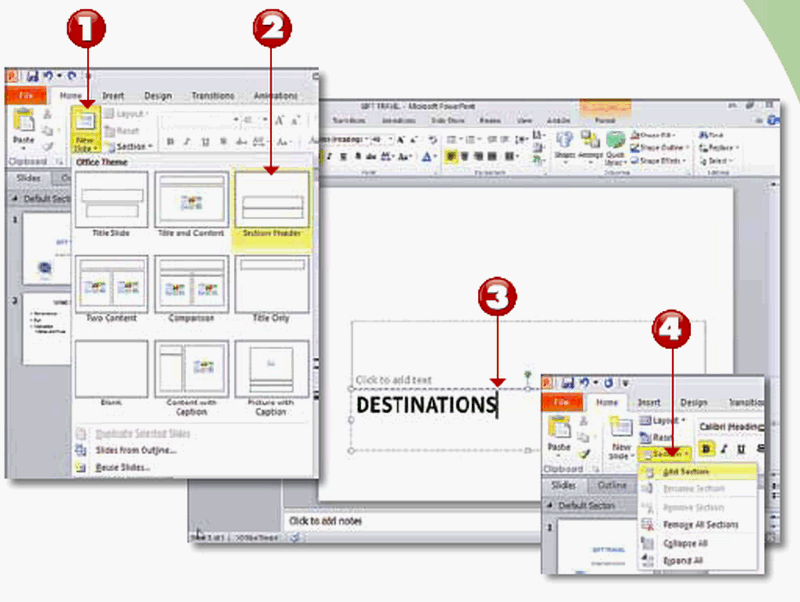 1
2
File
Home
Insert
Design
Transitions
Animations
Paste
New Slide
Layout
Reset
Section
Clipboard
Slides
Default Section
Office Theme
Title Slide
Title and Content
Section Header
Two Content
Comparison
Title Only
Blank
Content with Caption
Picture with Caption
Duplicate Selected Slides
Slides from Outline...
Reuse Slides...
GIFT TRAVEL - Microsoft PowerPoint
Shapes
Arrange
Quick
Shape Fill
Shape Outline
Shape Effects
Find
Replace
Select
3
Click to add text
DESTINATIONS
Click to add notes
4
File
Home
Insert
Design
Paste
New Slide
Layout
Reset
Section
Clipboard
Slides
Outline
Default Section
1
GIFT TRAVEL
Add Section
Rename Section
Remove Section
Remove All Sections
Collapse All
Expand All